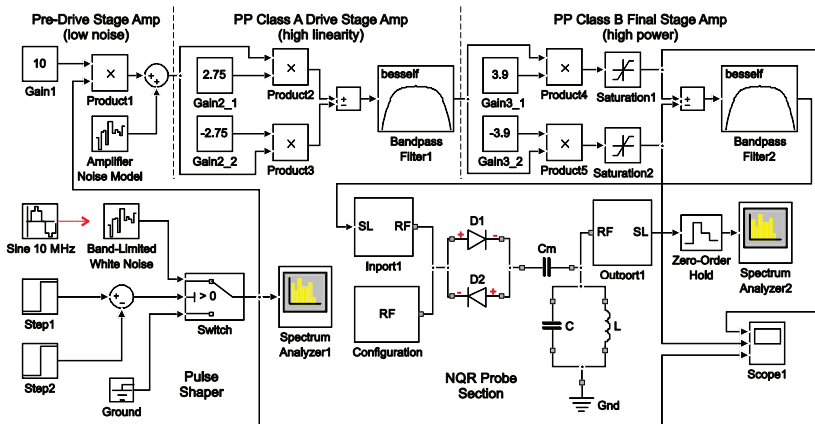 Pre-Drive Stage Amp
(low noise)
PP Class A Drive Stage Amp
(high linearity)
PP Class B Final Stage Amp
(high power)
10
Gain1
×
Product1
++
Amplifier
Noise Model
2.75
Gain2_1
-2.75
Gain2_2
×
Product2
×
Product3
+
−
besself
Bandpass
Filter1
3.9
Gain3_1
-3.9
Gain3_2
×
Product4
×
Product5
Saturation1
Saturation2
+
−
besself
Bandpass
Filter2
Sine 10 MHz
Band-Limited
White Noise
Step1
Step2
+
−
Ground
> 0
Switch
Pulse
Shaper
Spectrum
Analyzer1
SL RF
Inport1
RF
Configuration
D1
+ -
D2
- +
Cm
C
L
Gnd
NQR Probe
Section
RF SL
Outport1
Zero-Order
Hold
Spectrum
Analyzer2
Scope1